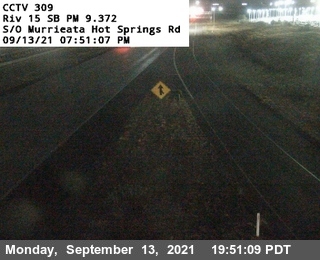 CCTV 309
Riv 15 SB PM 9.372
S/O Murrieata Hot Springs Rd
09/13/21 07:51:07 PM
Monday, September 13, 2021 19:51:09 PDT